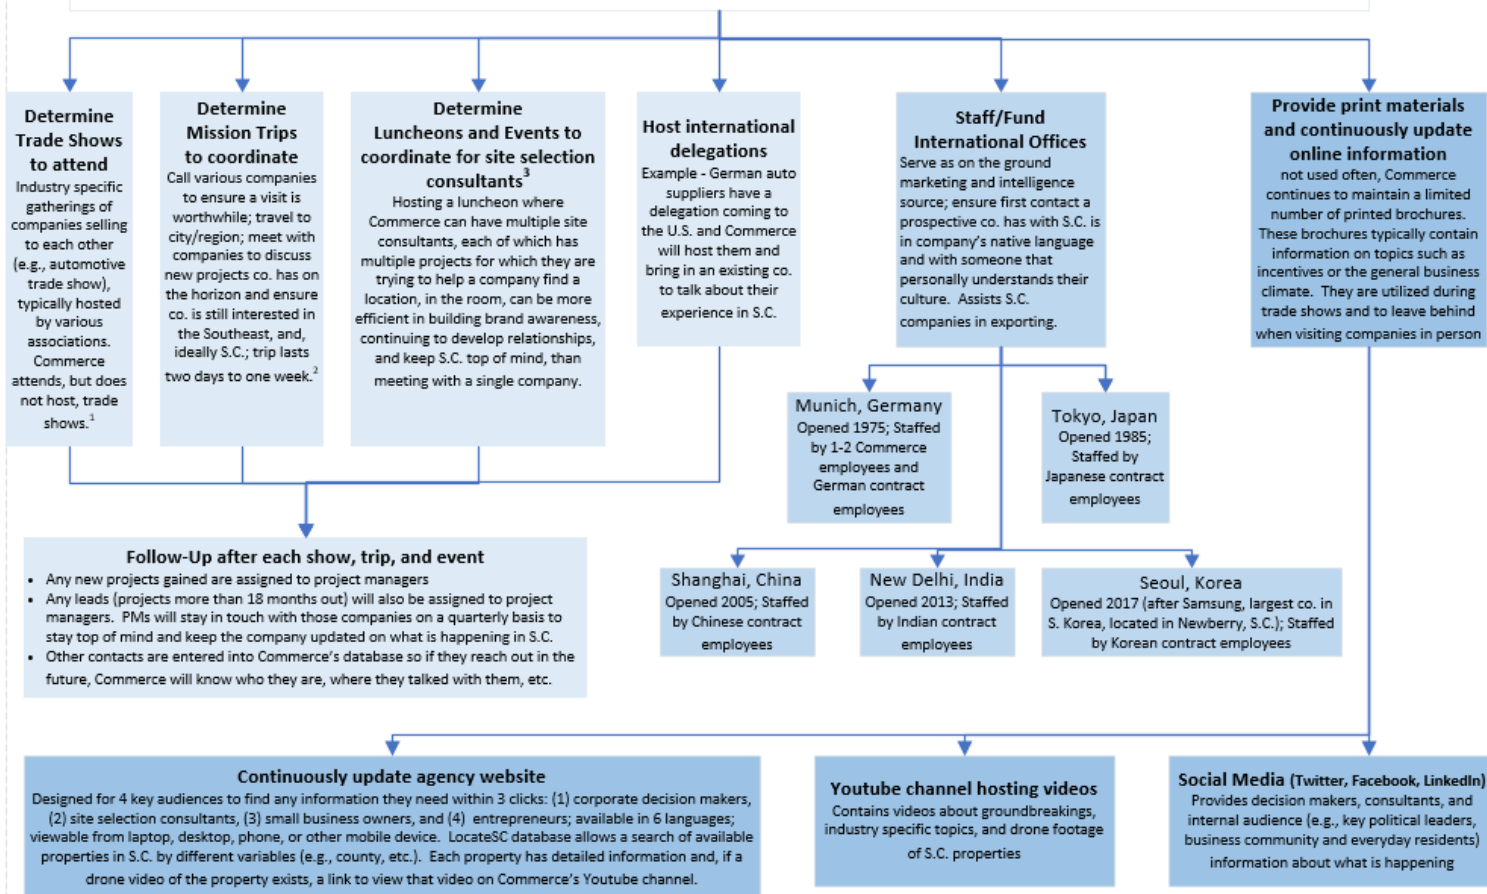 Determine
Trade Shows
to attend
Industry specific
gatherings of
companies selling
to each other
(e.g., automotive
trade show),
typically hosted
by various
associations.
Commerce
attends, but does
not host, trade
shows.1
Determine
Mission Trips
to coordinate
Call various companies
to ensure a visit is
worthwhile; travel to
city/region; meet with
companies to discuss
new projects co. has on
the horizon and ensure
co. is still interested in
the Southeast, and,
ideally S.C.; trip lasts
two days to one week.2
Determine
Luncheons and Events to
coordinate for site selection
consultants3
Hosting a luncheon where
Commerce can have multiple site
consultants, each of which has
multiple projects for which they are
trying to help a company find a
location, in the room, can be more
efficient in building brand awareness,
continuing to develop relationships,
and keep S.C. top of mind, than
meeting with a single company.
Host international
delegations
Example - German auto
suppliers have a
delegation coming to
the U.S. and Commerce
will host them and
bring in an existing co.
to talk about their
experience in S.C.
Staff/Fund
International Offices
Serve as on the ground
marketing and intelligence
source; ensure first contact a
prospective co. has with S.C. is
in company's native language
and with someone that
personally understands their
culture.  Assists S.C.
companies in exporting.
Provide print materials
and continuously update
online information
not used often, Commerce
continues to maintain a limited
number of printed brochures.
These brochures typically contain
information on topics such as
incentives or the general business
climate.  They are utilized during
trade shows and to leave behind
when visiting companies in person
Munich, Germany
Opened 1975; Staffed
by 1-2 Commerce
employees and
German contract
employees
Tokyo, Japan
Opened 1985;
Staffed by
Japanese contract
employees
Follow-Up after each show, trip, and event
• Any new projects gained are assigned to project managers
• Any leads (projects more than 18 months out) will also be assigned to project
managers.  PMs will stay in touch with those companies on a quarterly basis to
stay top of mind and keep the company updated on what is happening in S.C.
• Other contacts are entered into Commerce's database so if they reach out in the
future, Commerce will know who they are, where they talked with them, etc.
Shanghai, China
Opened 2005; Staffed
by Chinese contract
employees
New Delhi, India
Opened 2013; Staffed
by Indian contract
employees
Seoul, Korea
Opened 2017 (after Samsung, largest co. in
S. Korea, located in Newberry, S.C.); Staffed
by Korean contract employees
Continuously update agency website
Designed for 4 key audiences to find any information they need within 3 clicks: (1) corporate decision makers,
(2) site selection consultants, (3) small business owners, and (4)  entrepreneurs; available in 6 languages;
viewable from laptop, desktop, phone, or other mobile device.  LocateSC database allows a search of available
properties in S.C. by different variables (e.g., county, etc.).  Each property has detailed information and, if a
drone video of the property exists, a link to view that video on Commerce's Youtube channel.
Youtube channel hosting videos
Contains videos about groundbreakings,
industry specific topics, and drone footage
of S.C. properties
Social Media (Twitter, Facebook, LinkedIn)
Provides decision makers, consultants, and
internal audience (e.g., key political leaders,
business community and everyday residents)
information about what is happening